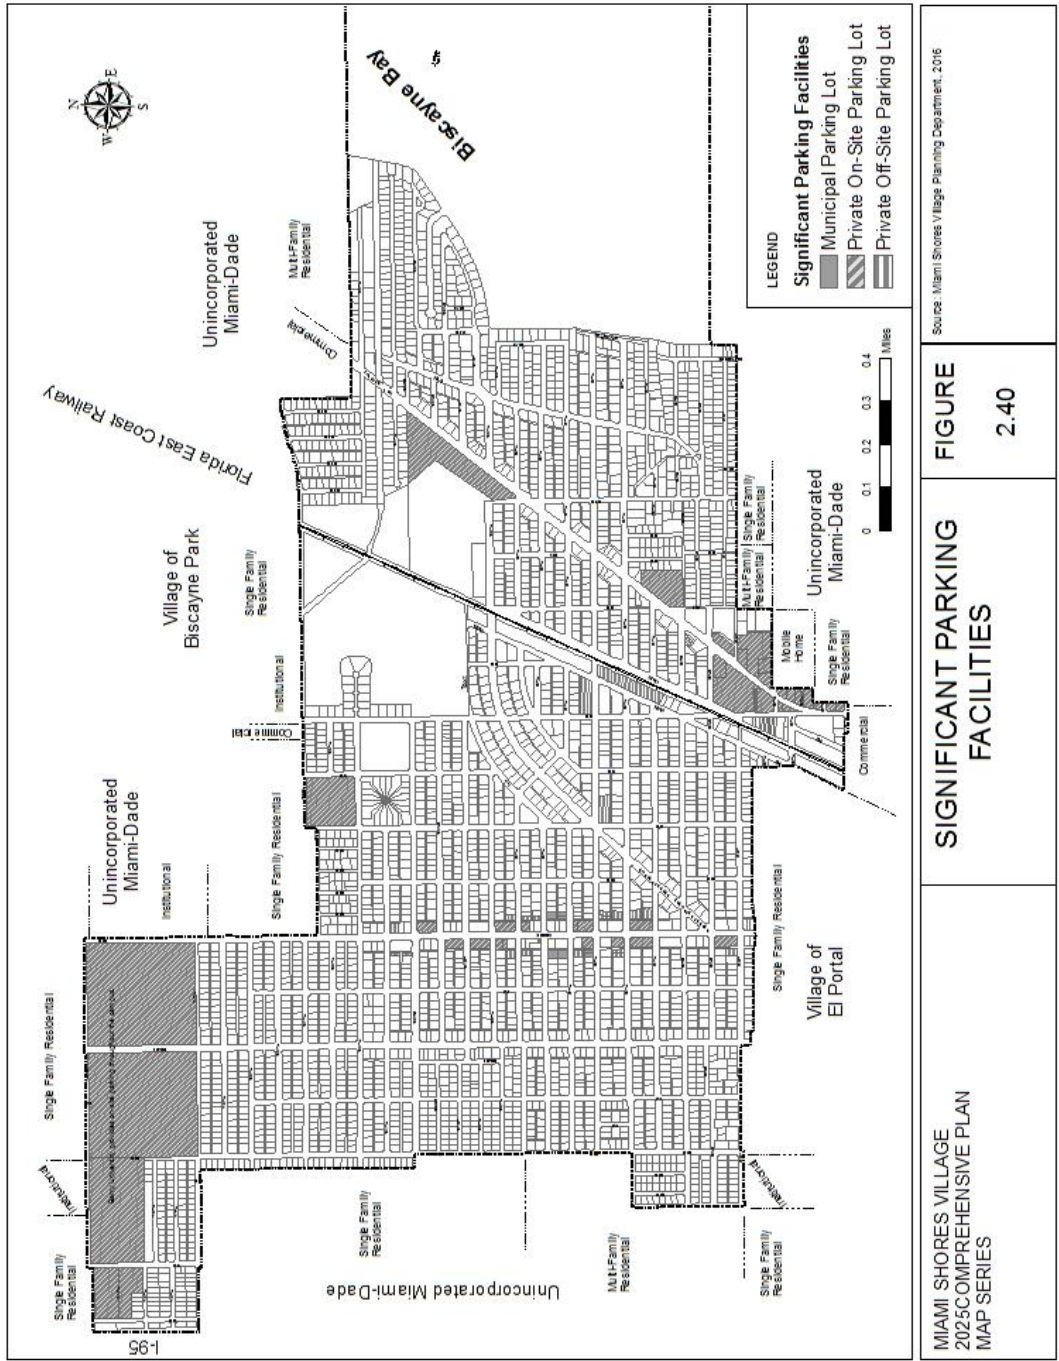 N
E
S
W
Biscayne Bay
Unincorporated
Miami-Dade
Multi-Family
Residential
Commercial
Florida East Coast Railway
Village of
Biscayne Park
Single Family
Residential
Institutional
Commercial
Unincorporated
Miami-Dade
Institutional
Single Family Residential
Single Family Residential
Institutional
Single Family
Residential
I-95
Single Family
Residential
Unincorporated Miami-Dade
Multi-Family
Residential
Single Family
Residential
Institutional
Village of
El Portal
Single Family Residential
Commercial
Single Family
Residential
Mobile
Home
Multi-Family
Residential
Single Family
Residential
Unincorporated
Miami-Dade
LEGEND
Significant Parking Facilities
Municipal Parking Lot
Private On-Site Parking Lot
Private Off-Site Parking Lot
0 0.1 0.2 0.3 0.4
Miles
MIAMI SHORES VILLAGE
2025COMPREHENSIVE PLAN
MAP SERIES
SIGNIFICANT PARKING
FACILITIES
FIGURE
2.40
Source: Miami Shores Village Planning Department, 2016